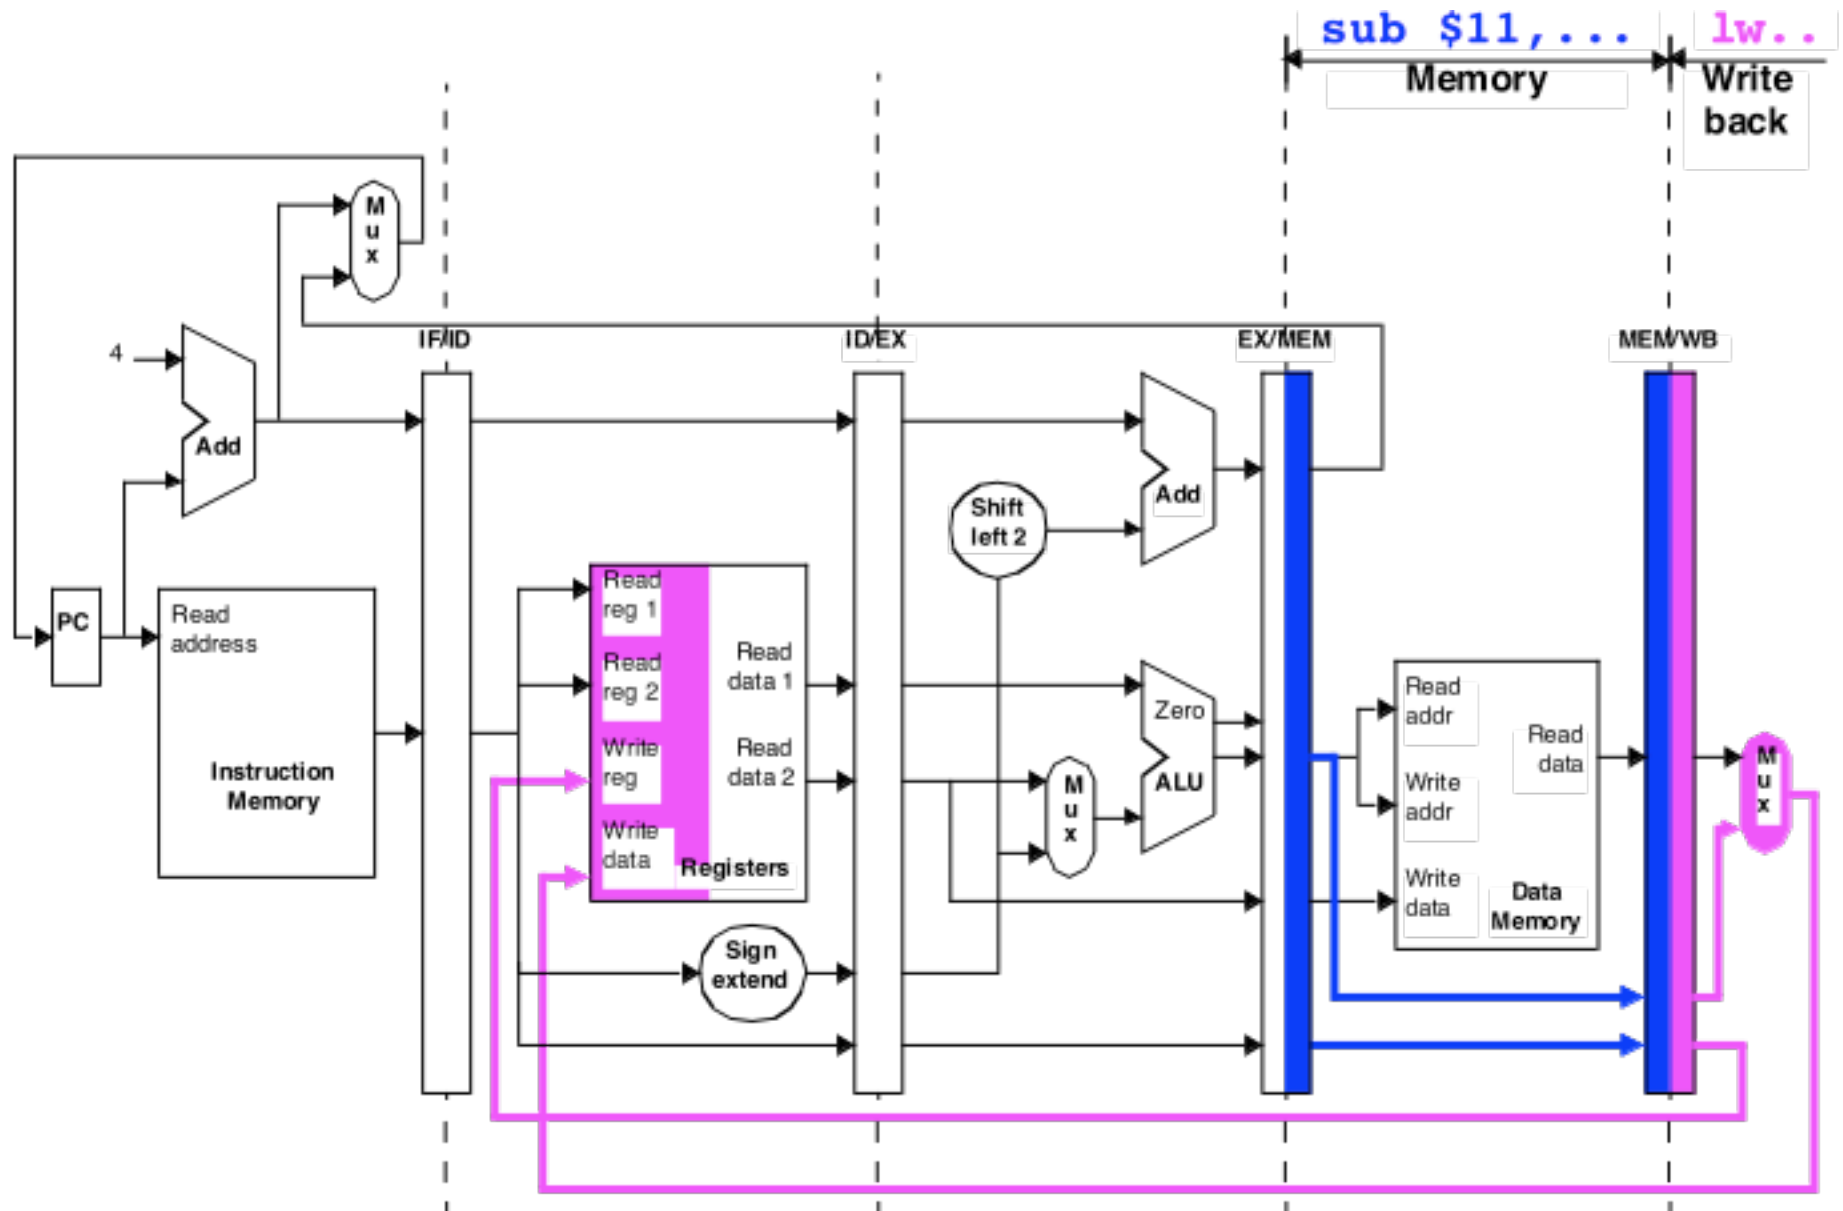 sub $11,... lw..
Memory
Write
back
M
u
x
IF/ID
ID/EX
EX/MEM
MEM/WB
4
Add
Add
Shift
left 2
PC
Read
address
Instruction
Memory
Read
reg 1
Read
reg 2
Write
reg
Write
data
Read
data 1
Read
data 2
Registers
Sign
extend
M
u
x
Zero
ALU
Read
addr
Write
addr
Write
data
Read
data
Data
Memory
M
u
x